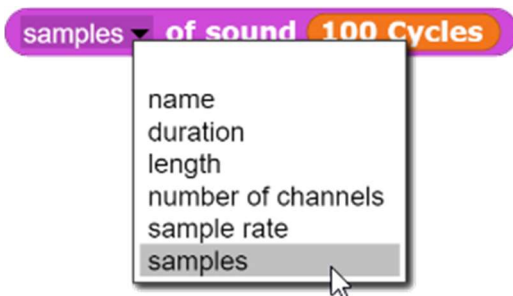 samples of sound 100 Cycles
name
duration
length
number of channels
sample rate
samples